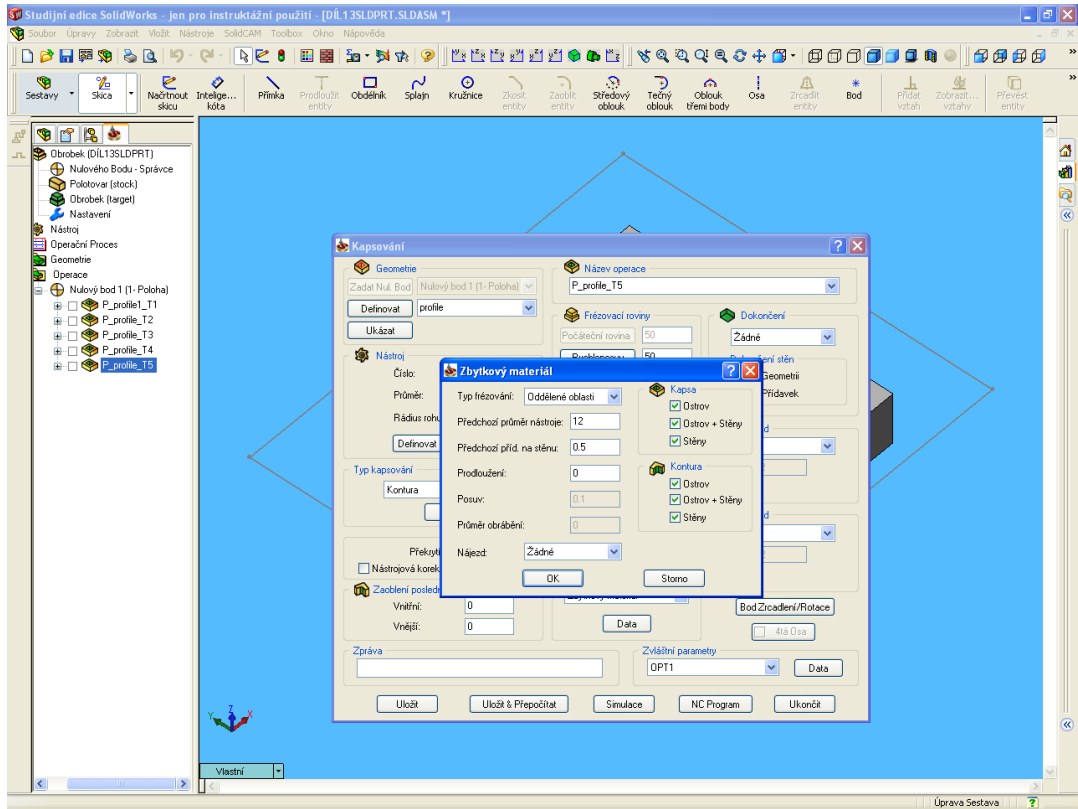 Studijní edice SolidWorks - jen pro instruktážní použití - [DÍL13SLDPRT.SLDASM *]
Soubor Úpravy Zobrazit Vložit Nástroje SolidCAM Toolbox Okno Nápověda
Sestavy
Skica
Načrtnout skicu
Intelige... kóta
Přímka
Prodloužit entity
Obdélník
Splajn
Kružnice
Zkosit entity
Zaoblit entity
Středový oblouk
Tečný oblouk
Oblouk třemi body
Osa
Zrcadlit entity
Bod
Přidat vztah
Zobrazit... vztahy
Převést entity
Obrobek (DÍL13SLDPRT)
Nulového Bodu - Správce
Polotovar (stock)
Obrobek (target)
Nastavení
Nástroj
Operační Proces
Geometrie
Operace
Nulový bod 1 (1- Poloha)
P_profile1_T1
P_profile_T2
P_profile_T3
P_profile_T4
P_profile_T5
Kapsování
Geometrie
Zadat Nul. Bod
Nulový bod 1 (1- Poloha)
Definovat
profile
Ukázat
Název operace
P_profile_T5
Frézovací roviny
Počáteční rovina
50
50
Dokončení
Žádné
Geometrii
Přídavek
Nástroj
Číslo:
Průměr:
Rádius rohu
Definovat
Typ kapsování
Kontura
Překrytí
Nástrojová korek
Zaoblení posledn
Vnitřní:
0
Vnější:
0
Data
Bod Zrcadlení/Rotace
4tá Osa
Zpráva
Zvláštní parametry
OPT1
Data
Uložit
Uložit & Přepočítat
Simulace
NC Program
Ukončit
Zbytkový materiál
Typ frézování:
Oddělené oblasti
Předchozí průměr nástroje:
12
Předchozí příd. na stěnu:
0.5
Prodloužení:
0
Posuv:
0.1
Průměr obrábění:
0
Nájezd:
Žádné
Kapsa
Ostrov
Ostrov + Stěny
Stěny
Kontura
Ostrov
Ostrov + Stěny
Stěny
OK
Storno
Z
Y
X
Vlastní
Úprava Sestava